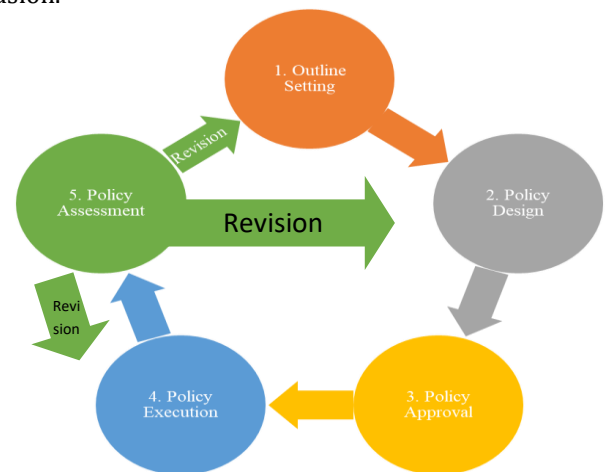 1. Outline
Setting
Revision
5. Policy
Assessment
Revision
2. Policy
Design
Revi
sion
4. Policy
Execution
3. Policy
Approval